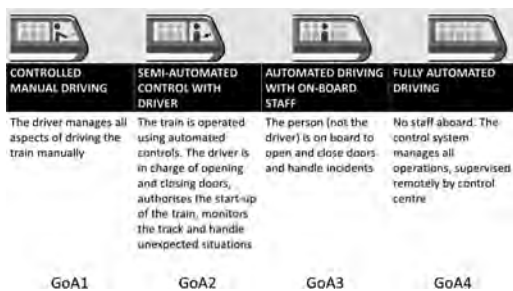 CONTROLLED
MANUAL DRIVING
SEMI-AUTOMATED
CONTROL WITH
DRIVER
AUTOMATED DRIVING
WITH ON-BOARD
STAFF
FULLY AUTOMATED
DRIVING
The driver manages all
aspects of driving the
train manually
The train is operated
using automated
controls. The driver is
in charge of opening
and closing doors,
authorises the start-up
of the train, monitors
the track and handle
unexpected situations
The person (not the
driver) is on board to
open and close doors
and handle incidents
No staff aboard. The
control system
manages all
operations, supervised
remotely by control
centre
GoA1
GoA2
GoA3
GoA4